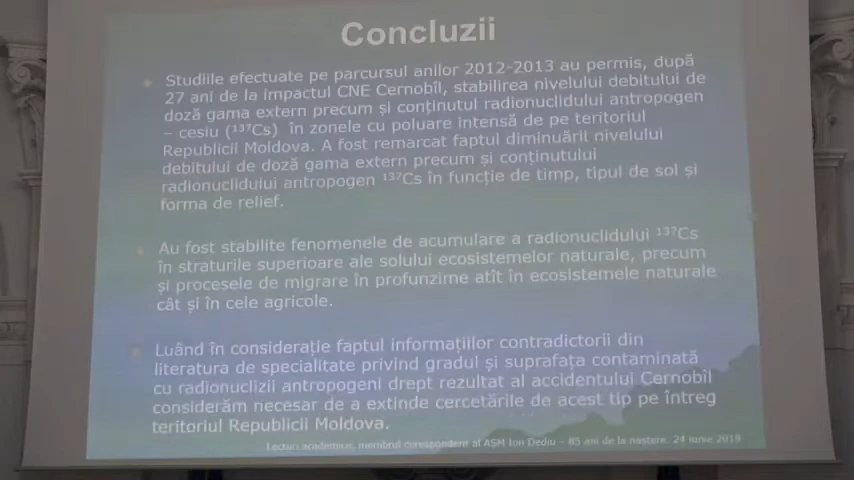 Concluzii
Studiile efectuate pe parcursul anilor 2012-2013 au permis, după
27 ani de la impactul CNE Cernobîl, stabilirea nivelului debitului de
doză gama extern precum și conținutul radionuclidului antropogen
– cesiu (¹³⁷Cs) în zonele cu poluare intensă de pe teritoriul
Republicii Moldova. A fost remarcat faptul diminuării nivelului
debitului de doză gama extern precum și conținutului
radionuclidului antropogen ¹³⁷Cs în funcție de timp, tipul de sol și
forma de relief.
Au fost stabilite fenomenele de acumulare a radionuclidului ¹³⁷Cs
în straturile superioare ale solului ecosistemelor naturale, precum
și procesele de migrare în profunzime atît în ecosistemele naturale
cât și în cele agricole.
Luând în considerație faptul informațiilor contradictorii din
literatura de specialitate privind gradul și suprafața contaminată
cu radionuclizii antropogeni drept rezultat al accidentului Cernobîl
considerăm necesar de a extinde cercetările de acest tip pe întreg
teritoriul Republicii Moldova.
Lecturi academice, membrul corespondent al AȘM Ion Dediu – 85 ani de la naștere. 24 iunie 2019